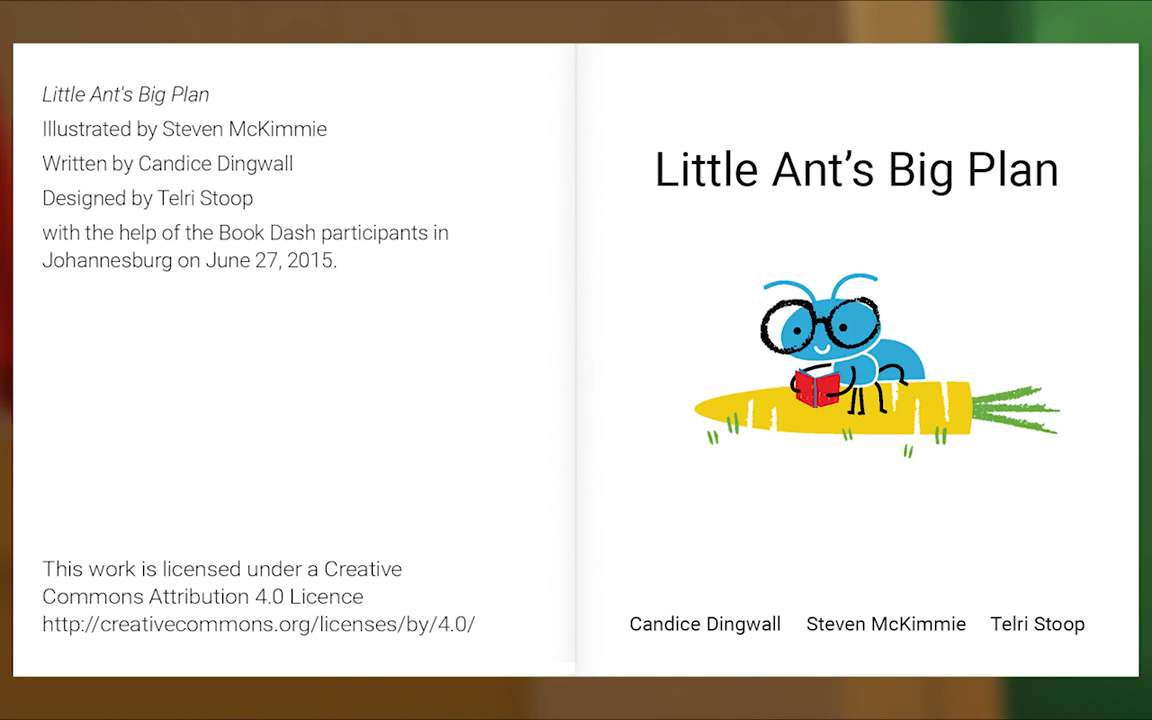 Little Ant's Big Plan
Illustrated by Steven McKimmie
Written by Candice Dingwall
Designed by Telri Stoop
with the help of the Book Dash participants in
Johannesburg on June 27, 2015.
This work is licensed under a Creative
Commons Attribution 4.0 Licence
http://creativecommons.org/licenses/by/4.0/
Little Ant’s Big Plan
Candice Dingwall Steven McKimmie Telri Stoop